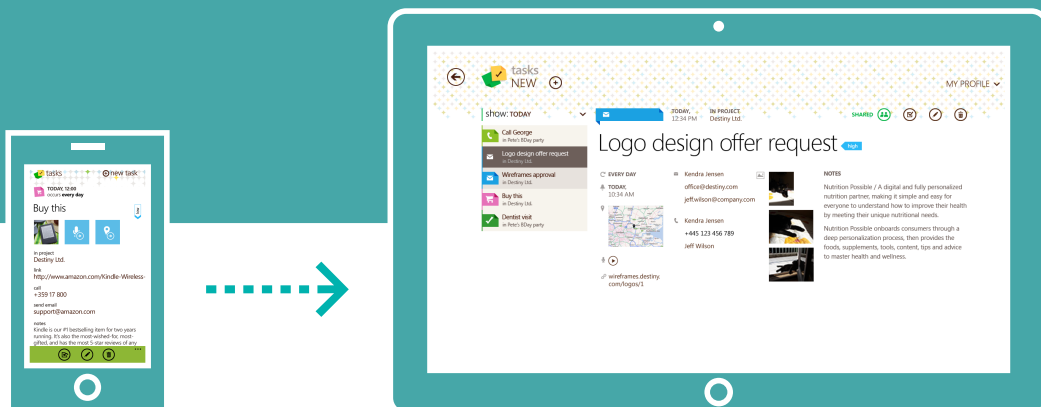 tasks
new task
TODAY, 12:00
occurs every day
Buy this
in project
Destiny Ltd.
link
http://www.amazon.com/Kindle-Wireless-
call
+359 17 800
send email
support@amazon.com
notes
Kindle is our #1 bestselling item for two years
running. It's also the most-wished-for, most-
gifted, and has the most 5-star reviews of any
tasks
NEW
MY PROFILE
show: TODAY
Call George
in Pete's BDay party
Logo design offer request
in Destiny Ltd.
Wireframes approval
in Destiny Ltd.
Buy this
in Destiny Ltd.
Dentist visit
in Pete's BDay party
TODAY,
12:34 PM
IN PROJECT
Destiny Ltd.
SHARED
Logo design offer request
high
EVERY DAY
TODAY,
10:34 AM
wireframes.destiny.
com/logos/1
Kendra Jensen
office@destiny.com
jeff.wilson@company.com
Kendra Jensen
+445 123 456 789
Jeff Wilson
NOTES
Nutrition Possible / A digital and fully personalized
nutrition partner, making it simple and easy for
everyone to understand how to improve their health
by meeting their unique nutritional needs.
Nutrition Possible onboards consumers through a
deep personalization process, then provides the
foods, supplements, tools, content, tips and advice
to master health and wellness.